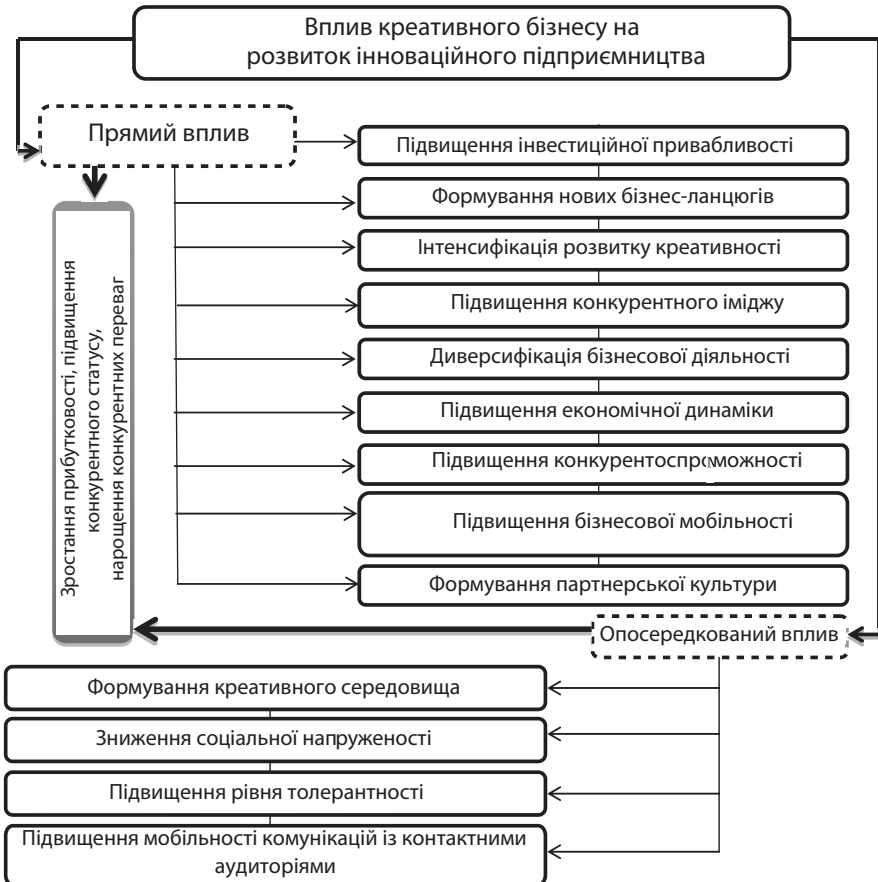 Вплив креативного бізнесу на
розвиток інноваційного підприємництва
Прямий вплив
Підвищення інвестиційної привабливості
Формування нових бізнес-ланцюгів
Інтенсифікація розвитку креативності
Підвищення конкурентного іміджу
Диверсифікація бізнесової діяльності
Підвищення економічної динаміки
Підвищення конкурентоспроможності
Підвищення бізнесової мобільності
Формування партнерської культури
Зростання прибутковості, підвищення
конкурентного статусу,
нарощення конкурентних переваг
Опосередкований вплив
Формування креативного середовища
Зниження соціальної напруженості
Підвищення рівня толерантності
Підвищення мобільності комунікацій із контактними
аудиторіями